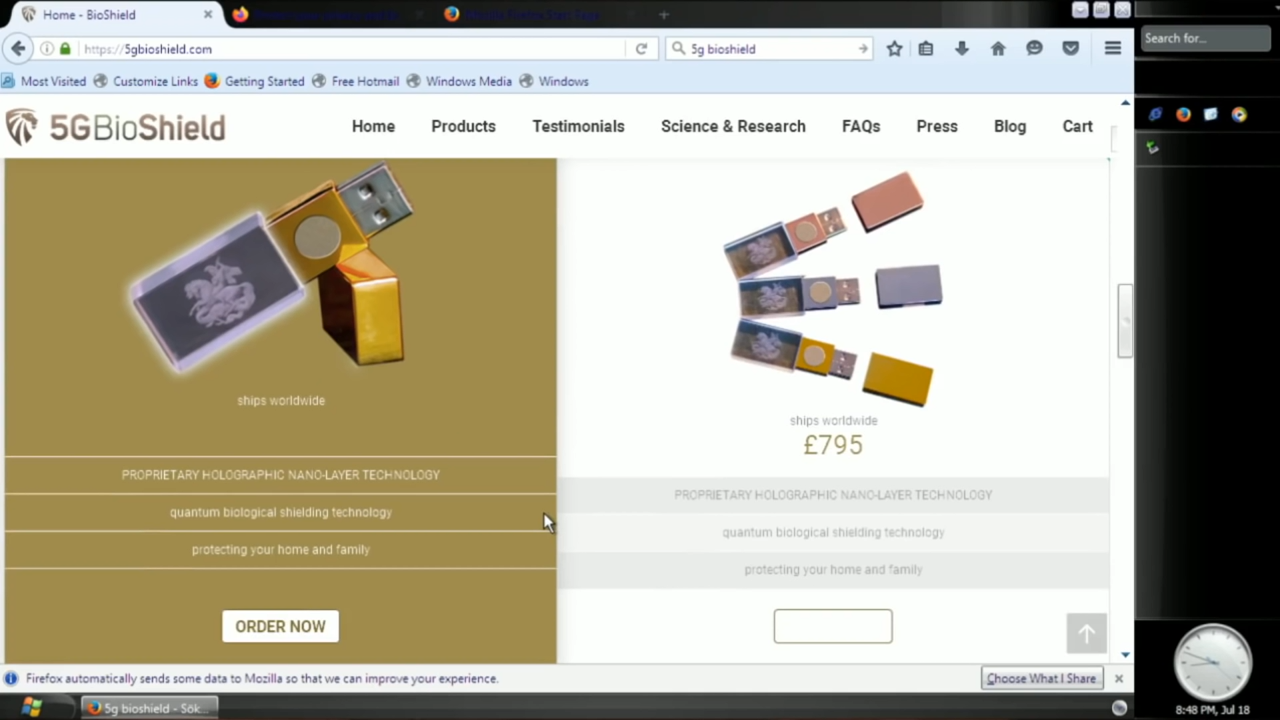 Home - BioShield
Mozilla Firefox Start Page
Search for...
https://5gbioshield.com
5g bioshield
Most Visited
Customize Links
Getting Started
Free Hotmail
Windows Media
Windows
5GBioShield
Home
Products
Testimonials
Science & Research
FAQs
Press
Blog
Cart
ships worldwide
PROPRIETARY HOLOGRAPHIC NANO-LAYER TECHNOLOGY
quantum biological shielding technology
protecting your home and family
ORDER NOW
ships worldwide
£795
PROPRIETARY HOLOGRAPHIC NANO-LAYER TECHNOLOGY
quantum biological shielding technology
protecting your home and family
Firefox automatically sends some data to Mozilla so that we can improve your experience.
Choose What I Share
5g bioshield - Sök...
8:48 PM, Jul 18